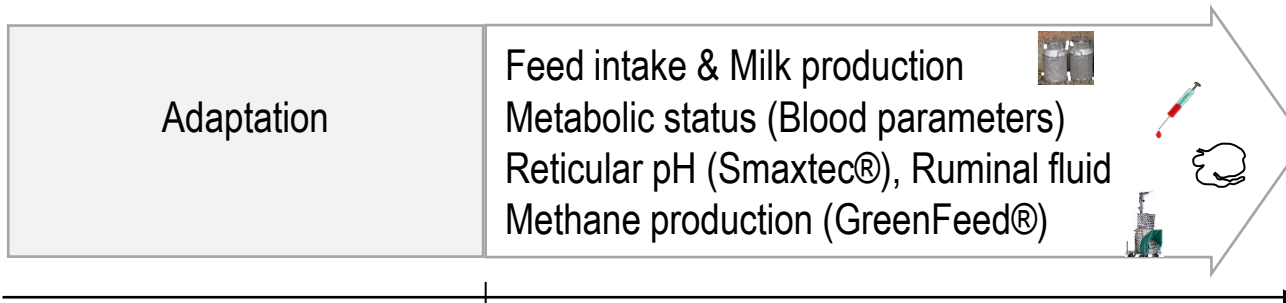 Adaptation
Feed intake & Milk production
Metabolic status (Blood parameters)
Reticular pH (Smaxtec®), Ruminal fluid
Methane production (GreenFeed®)